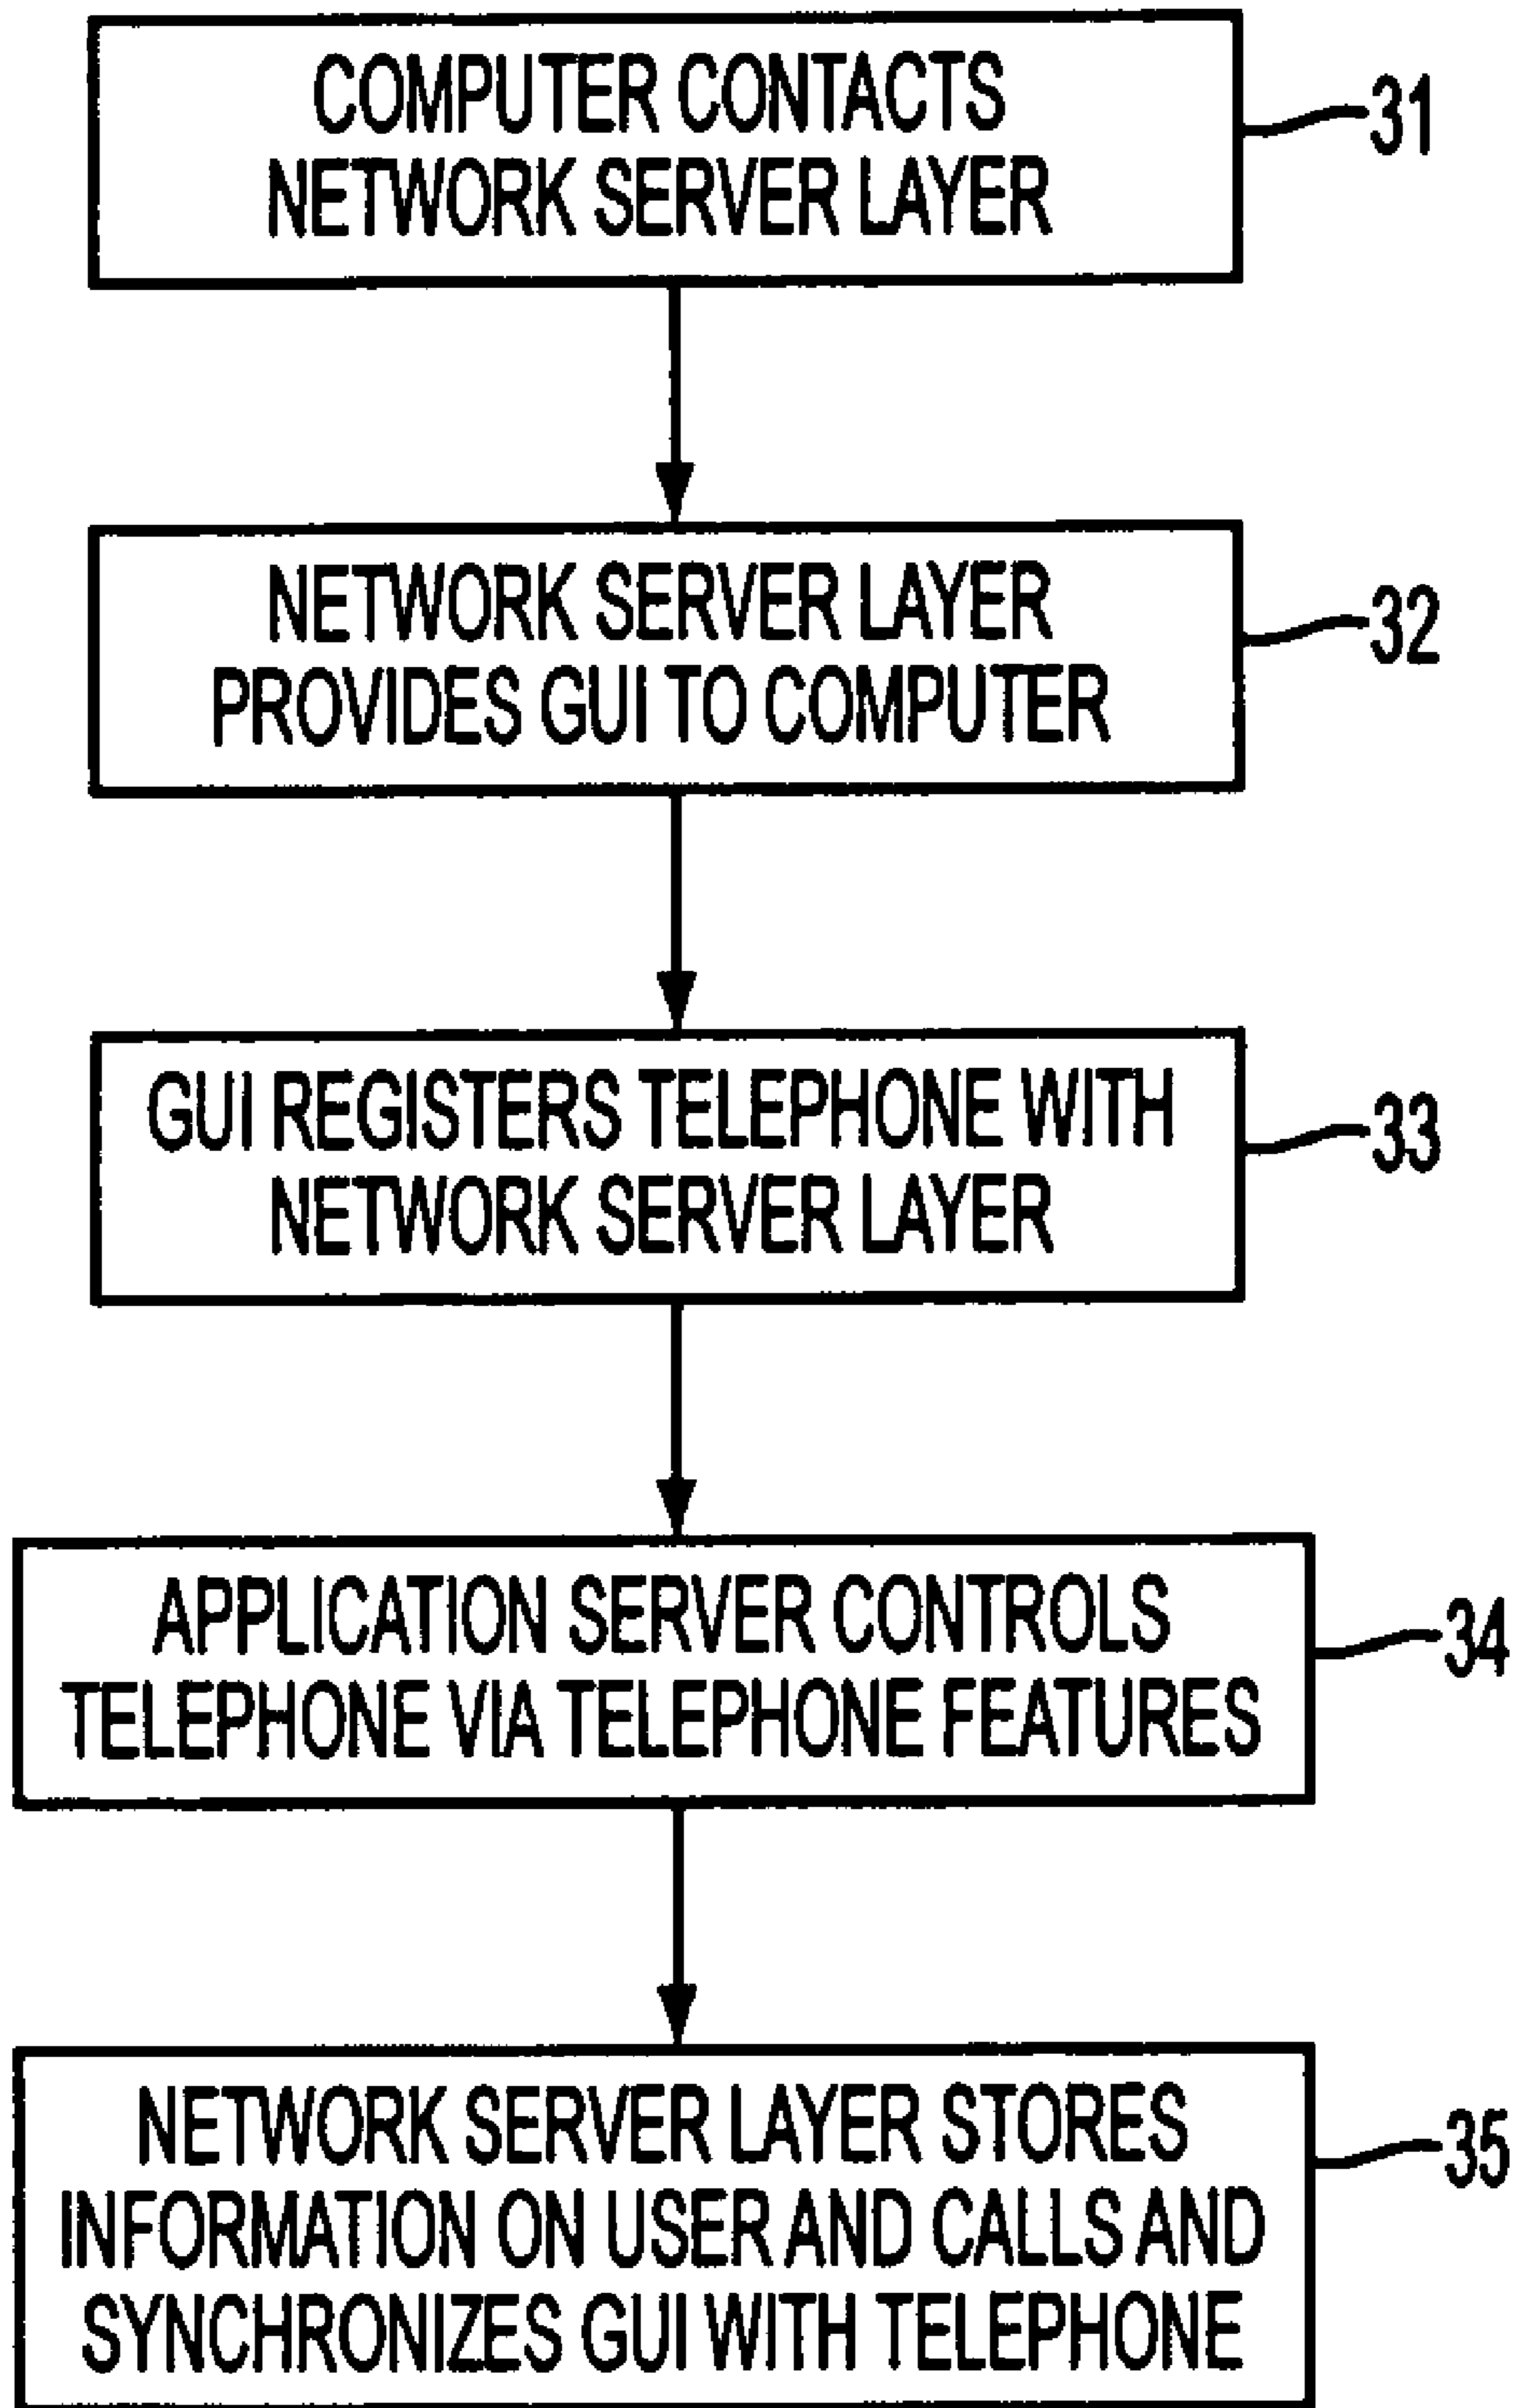 COMPUTER CONTACTS
NETWORK SERVER LAYER
31
NETWORK SERVER LAYER
PROVIDES GUI TO COMPUTER
32
GUI REGISTERS TELEPHONE WITH
NETWORK SERVER LAYER
33
APPLICATION SERVER CONTROLS
TELEPHONE VIA TELEPHONE FEATURES
34
NETWORK SERVER LAYER STORES
INFORMATION ON USER AND CALLS AND
SYNCHRONIZES GUI WITH TELEPHONE
35